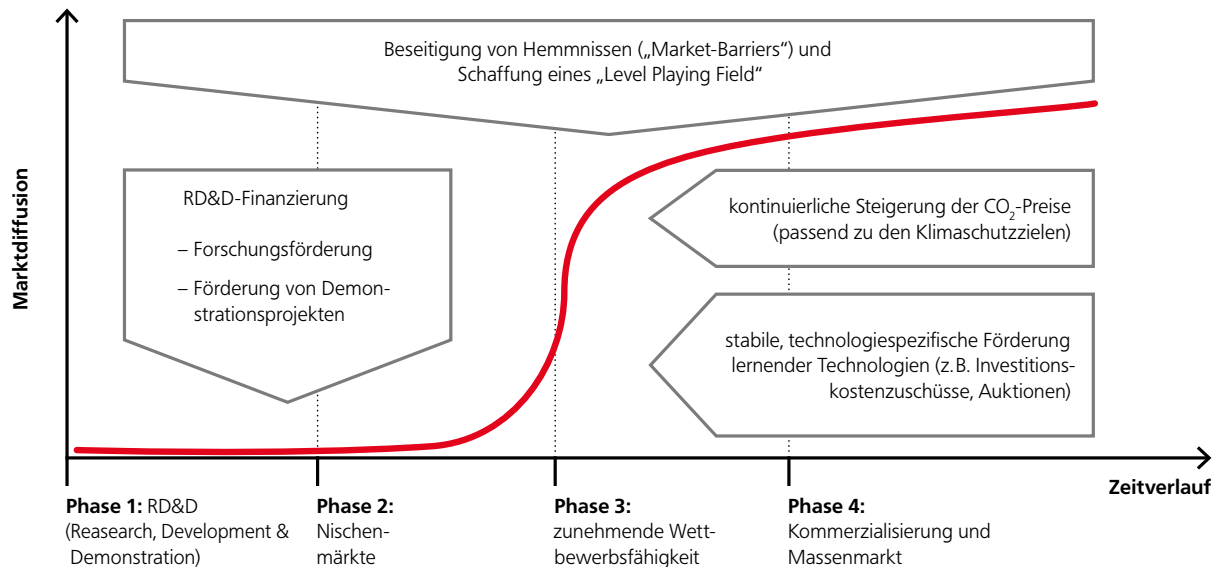 Beseitigung von Hemmnissen („Market-Barriers“) und
Schaffung eines „Level Playing Field“
Marktdiffusion
RD&D-Finanzierung
– Forschungsförderung
– Förderung von Demon-
strationsprojekten
kontinuierliche Steigerung der CO₂-Preise
(passend zu den Klimaschutzzielen)
stabile, technologiespezifische Förderung
lernender Technologien (z.B. Investitions-
kostenzuschüsse, Auktionen)
Zeitverlauf
Phase 1: RD&D
(Reasearch, Development &
Demonstration)
Phase 2:
Nischen-
märkte
Phase 3:
zunehmende Wett-
bewerbsfähigkeit
Phase 4:
Kommerzialisierung und
Massenmarkt